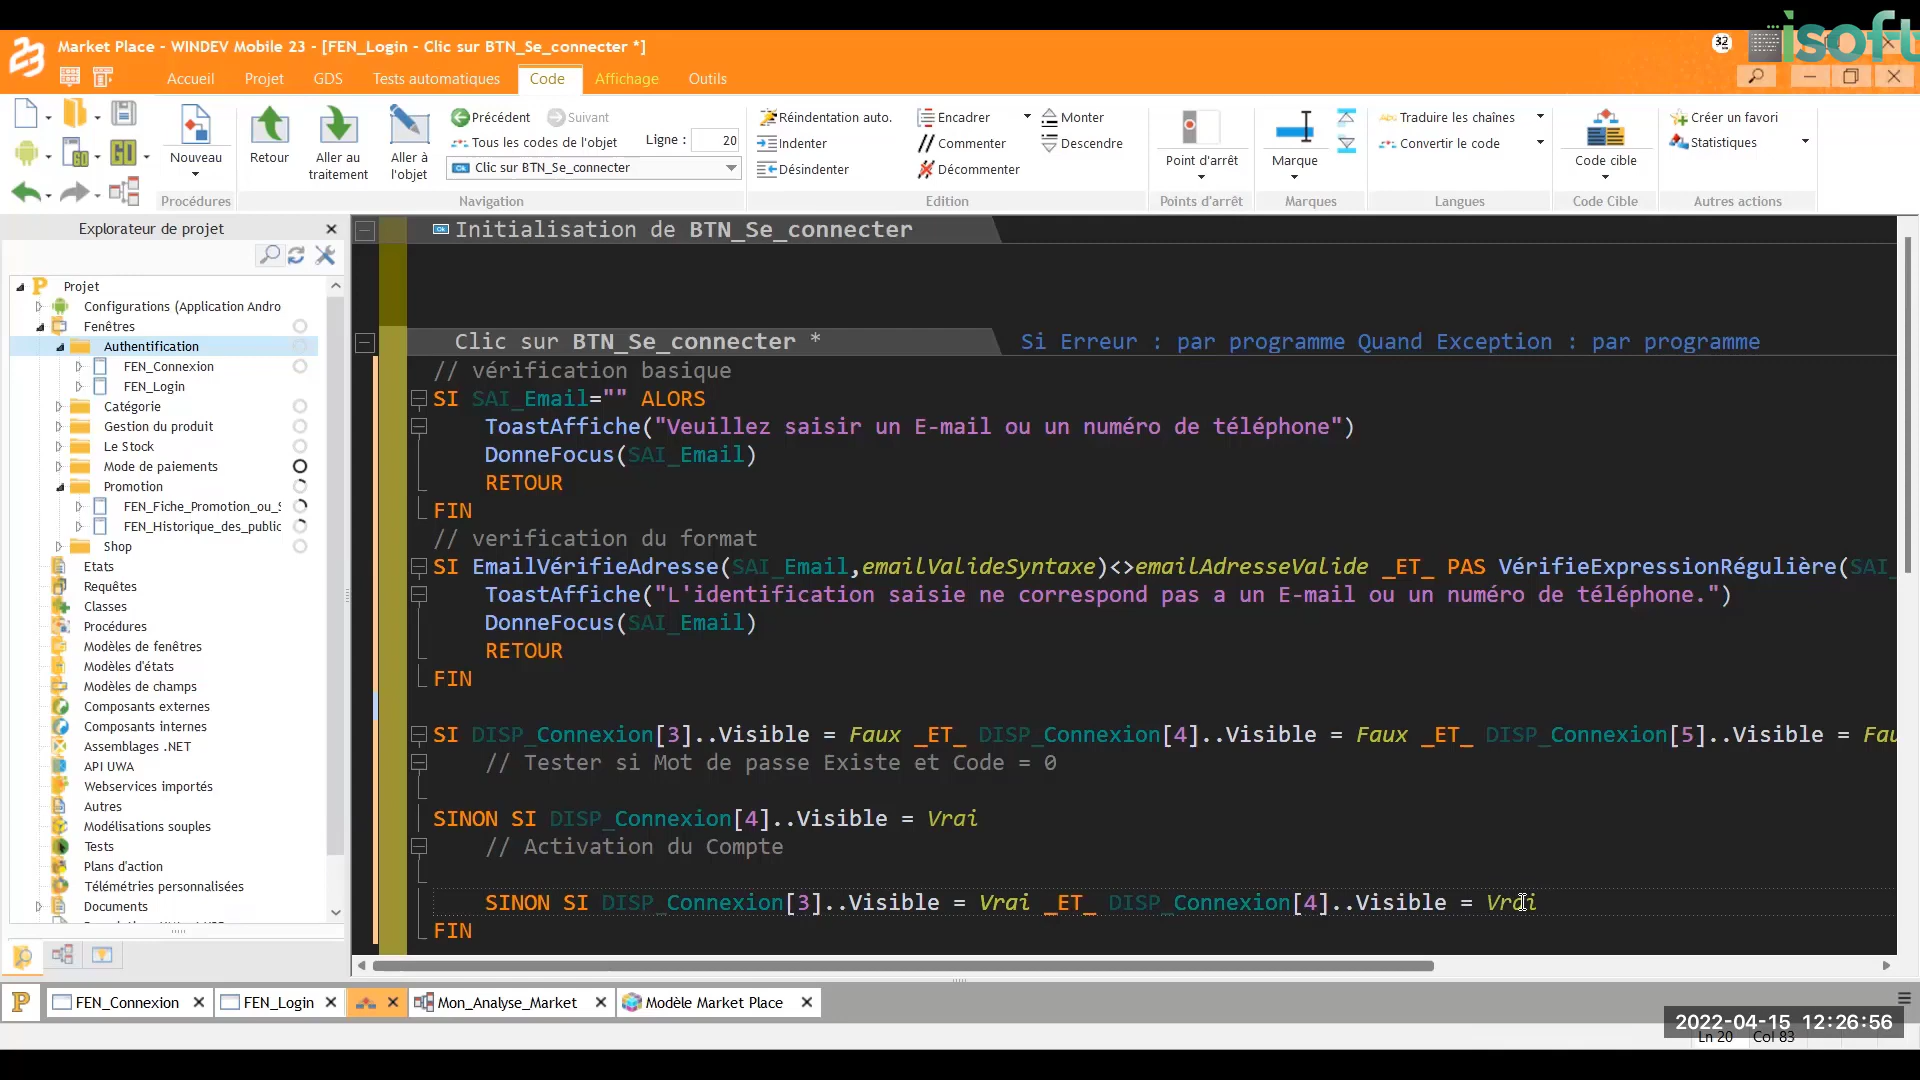 isoft
Market Place - WINDEV Mobile 23 - [FEN_Login - Clic sur BTN_Se_connecter *]
32
Accueil Projet GDS Tests automatiques Code Affichage Outils
Nouveau
Procédures
Retour
Aller au traitement
Aller à l'objet
Précédent Suivant
Tous les codes de l'objet
Ligne : 20
Clic sur BTN_Se_connecter
Navigation
Réindentation auto.
Indenter
Désindenter
Encadrer
Commenter
Décommenter
Monter
Descendre
Edition
Point d'arrêt
Points d'arrêt
Marque
Marques
Traduire les chaînes
Convertir le code
Langues
Code cible
Code Cible
Créer un favori
Statistiques
Autres actions
Explorateur de projet
Projet
Configurations (Application Andro
Fenêtres
Authentification
FEN_Connexion
FEN_Login
Catégorie
Gestion du produit
Le Stock
Mode de paiements
Promotion
FEN_Fiche_Promotion_ou_S
FEN_Historique_des_public
Shop
Etats
Requêtes
Classes
Procédures
Modèles de fenêtres
Modèles d'états
Modèles de champs
Composants externes
Composants internes
Assemblages .NET
API UWA
Webservices importés
Autres
Modélisations souples
Tests
Plans d'action
Télémétries personnalisées
Documents
Initialisation de BTN_Se_connecter
Clic sur BTN_Se_connecter * Si Erreur : par programme Quand Exception : par programme
// vérification basique
SI SAI_Email="" ALORS
ToastAffiche("Veuillez saisir un E-mail ou un numéro de téléphone")
DonneFocus(SAI_Email)
RETOUR
FIN
// verification du format
SI EmailVérifieAdresse(SAI_Email,emailValideSyntaxe)<>emailAdresseValide _ET_ PAS VérifieExpressionRégulière(SAI_
ToastAffiche("L'identification saisie ne correspond pas a un E-mail ou un numéro de téléphone.")
DonneFocus(SAI_Email)
RETOUR
FIN
SI DISP_Connexion[3]..Visible = Faux _ET_ DISP_Connexion[4]..Visible = Faux _ET_ DISP_Connexion[5]..Visible = Fau
// Tester si Mot de passe Existe et Code = 0
SINON SI DISP_Connexion[4]..Visible = Vrai
// Activation du Compte
SINON SI DISP_Connexion[3]..Visible = Vrai _ET_ DISP_Connexion[4]..Visible = Vrai
FIN
FEN_Connexion FEN_Login Mon_Analyse_Market Modèle Market Place
2022-04-15 12:26:56
Ln 20 Col 83